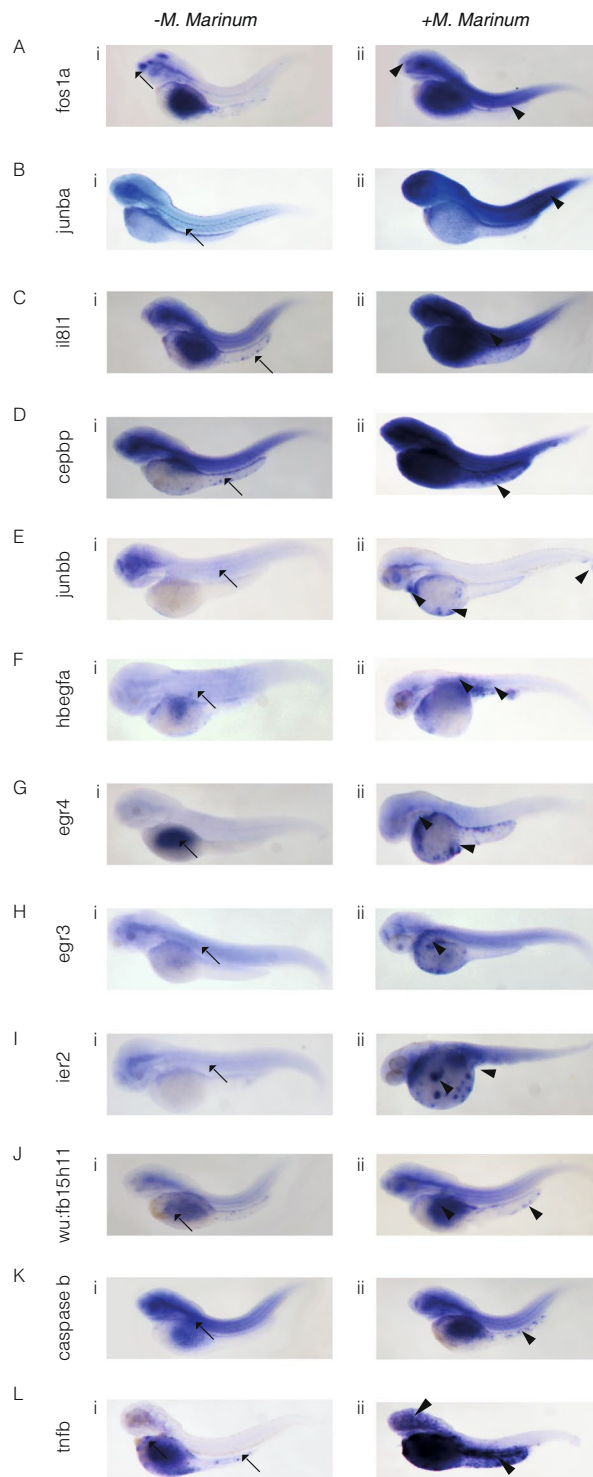 -M. Marinum +M. Marinum
A fos1a i ii
B junba i ii
C il8l1 i ii
D cepbp i ii
E junbb i ii
F hbegfa i ii
G egr4 i ii
H egr3 i ii
I ier2 i ii
J wu:fb15h11 i ii
K caspase b i ii
L tnfb i ii